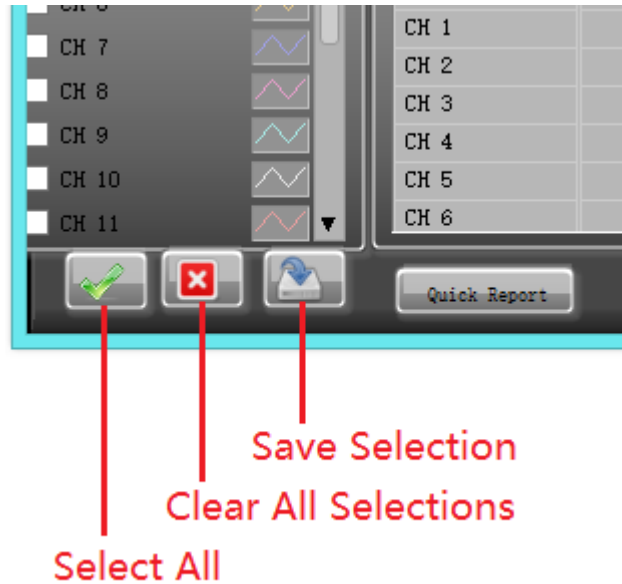 CH 7
CH 8
CH 9
CH 10
CH 11
CH 1
CH 2
CH 3
CH 4
CH 5
CH 6
Quick Report
Save Selection
Clear All Selections
Select All